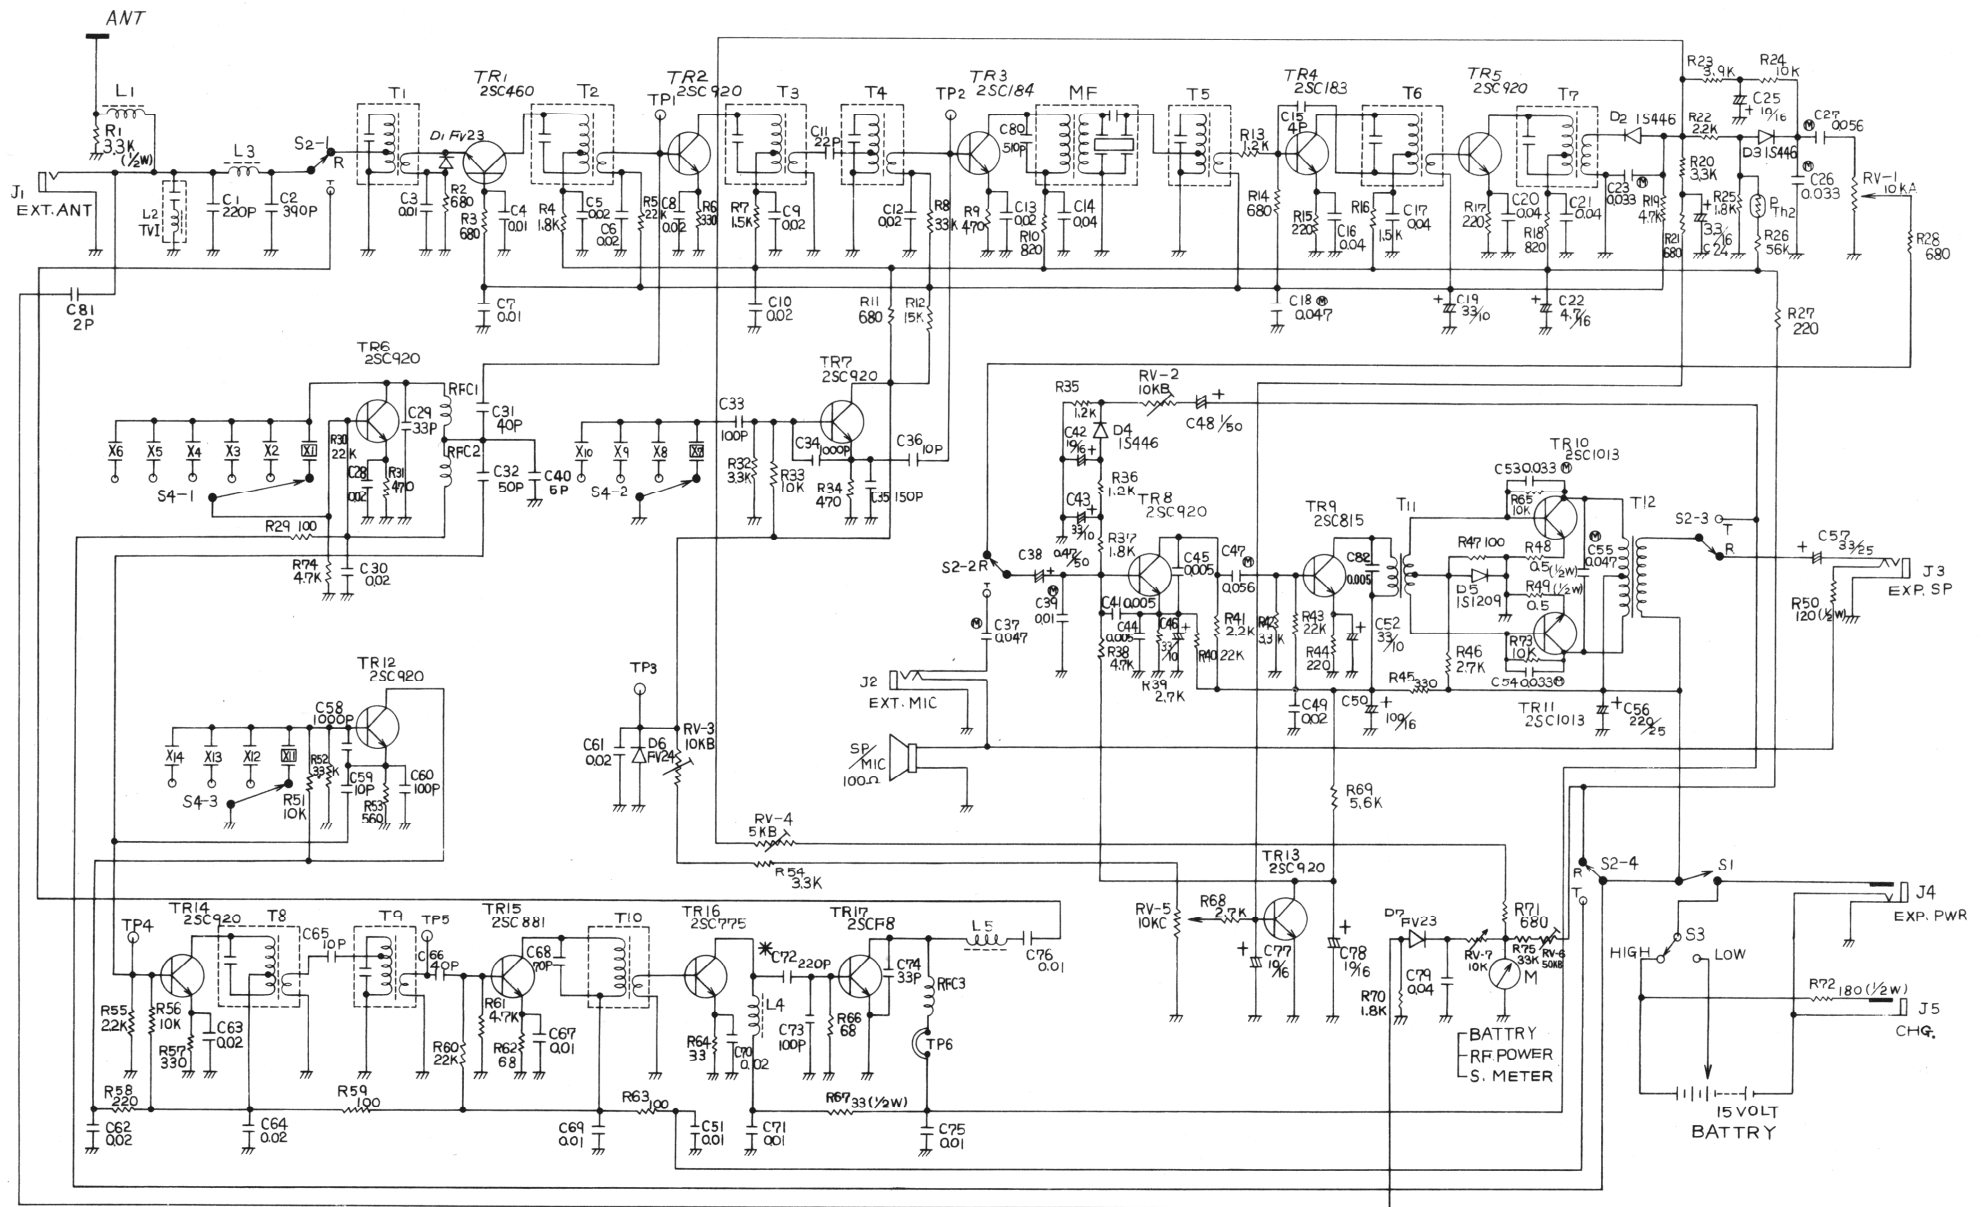 ANT
L1
R1
3.3K
(1/2W)
J1
EXT.ANT
L2
TVI
C1
220P
L3
C2
390P
S2-1
R
T
C81
2P
T1
C3
0.01
D1 FV23
R2
680
TR1
2SC460
R3
680
C4
0.01
C7
0.01
T2
R4
1.8K
C5
0.02
C6
0.02
R5
22K
TP1
TR2
2SC920
C8
0.02
R6
330
T3
R7
1.5K
C9
0.02
C10
0.02
C11
22P
T4
C12
0.02
R8
33K
R11
680
R12
15K
TP2
TR3
2SC184
R9
470
C13
0.02
R10
820
C80
510P
MF
C14
0.04
T5
R13
1.2K
R14
680
C18 M
0.047
TR4
2SC183
C15
4P
R15
220
C16
0.04
T6
R16
1.5K
C17
0.04
C19
33/10
TR5
2SC920
R17
220
C20
0.04
T7
R18
820
C21
0.04
C22
4.7/16
D2 1S446
C23 M
0.033
R19
4.7K
R20
3.3K
R21
680
R22
2.2K
R23
3.9K
R24
10K
C25
10/16
D3 1S446
R25
1.8K
33/16
C24
P
Th2
R26
56K
C27
M 0.056
M
C26
0.033
RV-1
10KA
R28
680
R27
220
TR6
2SC920
X6
X5
X4
X3
X2
X1
S4-1
R30
22K
C28
0.02
R31
470
C29
33P
RFC1
RFC2
C31
40P
C32
50P
C40
5P
R29 100
R74
4.7K
C30
0.02
X10
X9
X8
X7
S4-2
C33
100P
R32
3.3K
R33
10K
C34
1000P
TR7
2SC920
R34
470
C35 150P
C36
10P
R35
1.2K
RV-2
10KB
C48 1/50
D4
1S446
C42
10/16
R36
1.2K
C43
33/10
R37
1.8K
TR8
2SC920
S2-2
R
T
C38
0.47/50
M
C39
0.01
M
C37
0.047
C41 0.005
C44
0.005
R38
4.7K
R39
2.7K
C45
0.005
C46
33/10
R40 22K
R41
2.2K
C47
M
0.056
R42
3.3K
R43
22K
TR9
2SC815
R44
220
C49
0.02
C82
0.005
C52
33/10
C50
100/16
T11
R45 330
R46
2.7K
R47 100
D5
1S1209
R48
0.5 (1/2W)
R49 (1/2W)
0.5
TR10
2SC1013
C53 0.033 M
R65
10K
R73
10K
C54 0.033 M
TR11
2SC1013
M
C55
0.047
T12
C56
220/25
S2-3
T
R
C57
33/25
J3
EXP. SP
R50
120 (1/2W)
J2
EXT. MIC
SP/MIC
100Ω
TR12
2SC920
X14
X13
X12
X11
S4-3
R51
10K
R52
33K
C58
1000P
C59
10P
R53
560
C60
100P
TP3
C61
0.02
D6
FV24
RV-3
10KB
RV-4
5KB
R54
3.3K
R69
5.6K
TR13
2SC920
RV-5
10KC
R68
2.7K
C77
10/16
C78
10/16
D7
FV23
R70
1.8K
C79
0.04
RV-7
10K
R71
680
R75
33K
RV-6
50KB
M
BATTRY
RF. POWER
S. METER
S2-4
R
T
S1
J4
EXP. PWR
S3
HIGH
LOW
R72 180 (1/2W)
J5
CHG.
15 VOLT
BATTRY
TP4
TR14
2SC920
R55
22K
R56
10K
R57
330
C63
0.02
R58
220
C62
0.02
T8
C64
0.02
C65
10P
R59
100
T9
TP5
C66
40P
R60
22K
R61
4.7K
TR15
2SC881
R62
68
C67
0.01
C68
70P
T10
C69
0.01
R63
100
C51
0.01
TR16
2SC775
R64
33
C70
0.02
*
L4
C71
0.01
C72
220P
C73
100P
R66
68
R67 33 (1/2W)
TR17
2SCF8
C74
33P
RFC3
TP6
C75
0.01
L5
C76
0.01